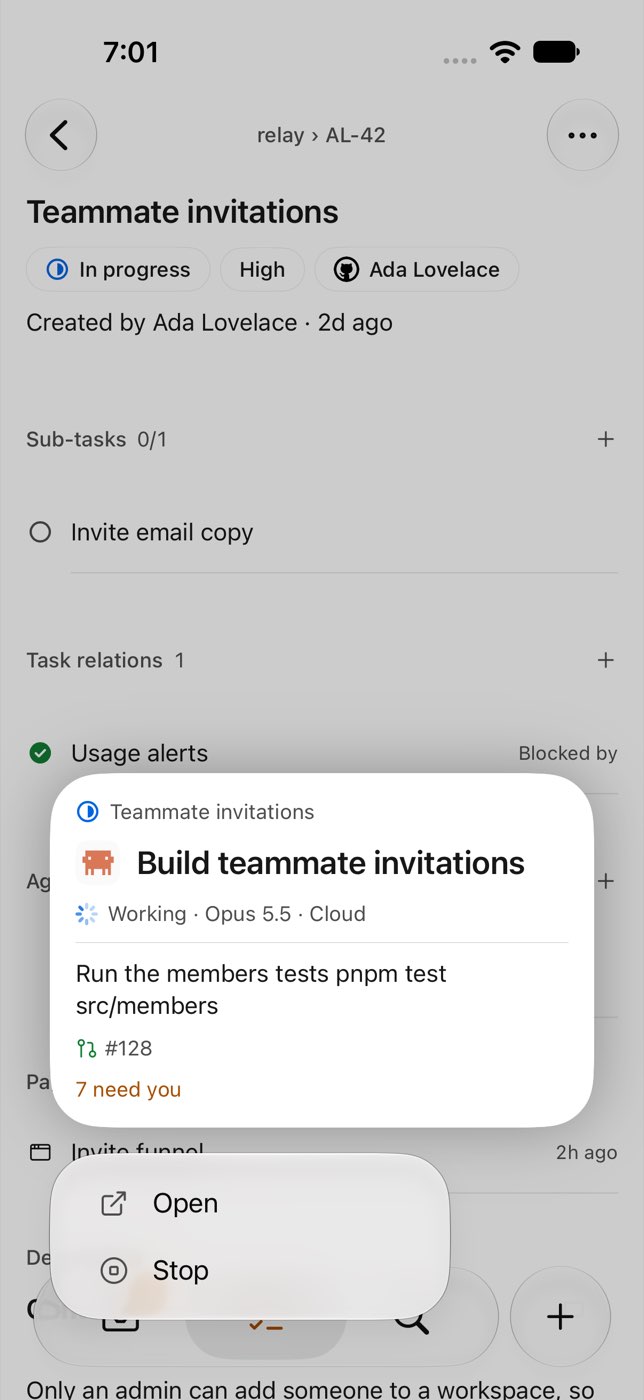 7:01
relay › AL-42
Teammate invitations
In progress
High
Ada Lovelace
Created by Ada Lovelace · 2d ago
Sub-tasks 0/1
Invite email copy
Task relations 1
Usage alerts
Blocked by
Teammate invitations
Build teammate invitations
Working · Opus 5.5 · Cloud
Run the members tests pnpm test
src/members
#128
7 need you
Invite funnel
2h ago
Open
Stop
Only an admin can add someone to a workspace, so